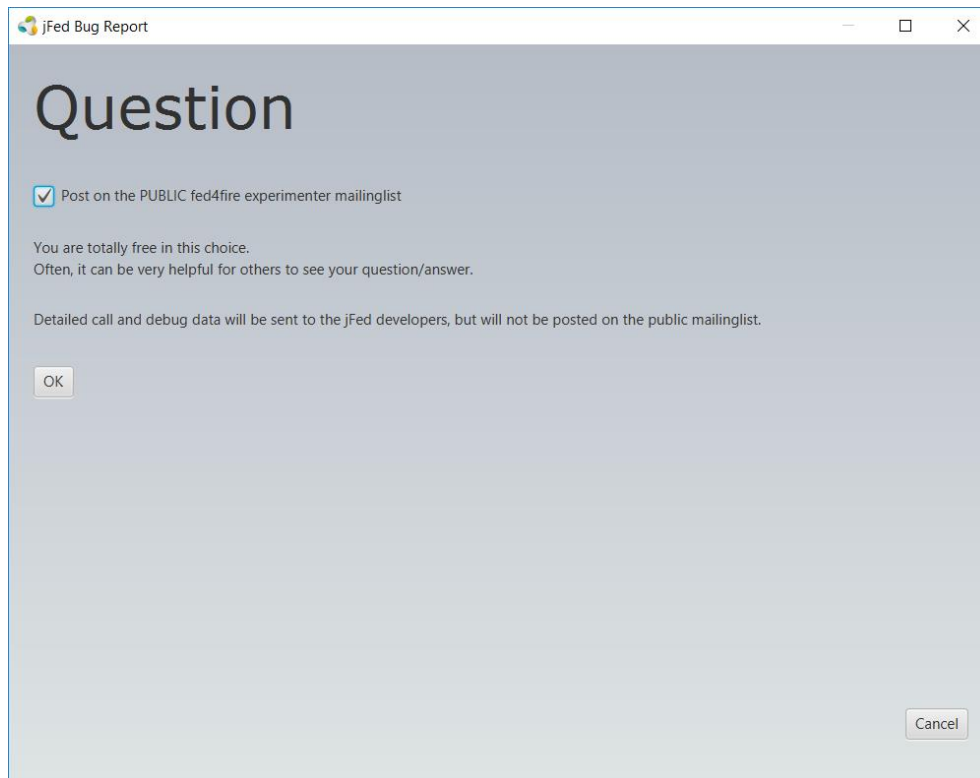 jFed Bug Report
Question
Post on the PUBLIC fed4fire experimenter mailinglist
You are totally free in this choice.
Often, it can be very helpful for others to see your question/answer.
Detailed call and debug data will be sent to the jFed developers, but will not be posted on the public mailinglist.
OK
Cancel